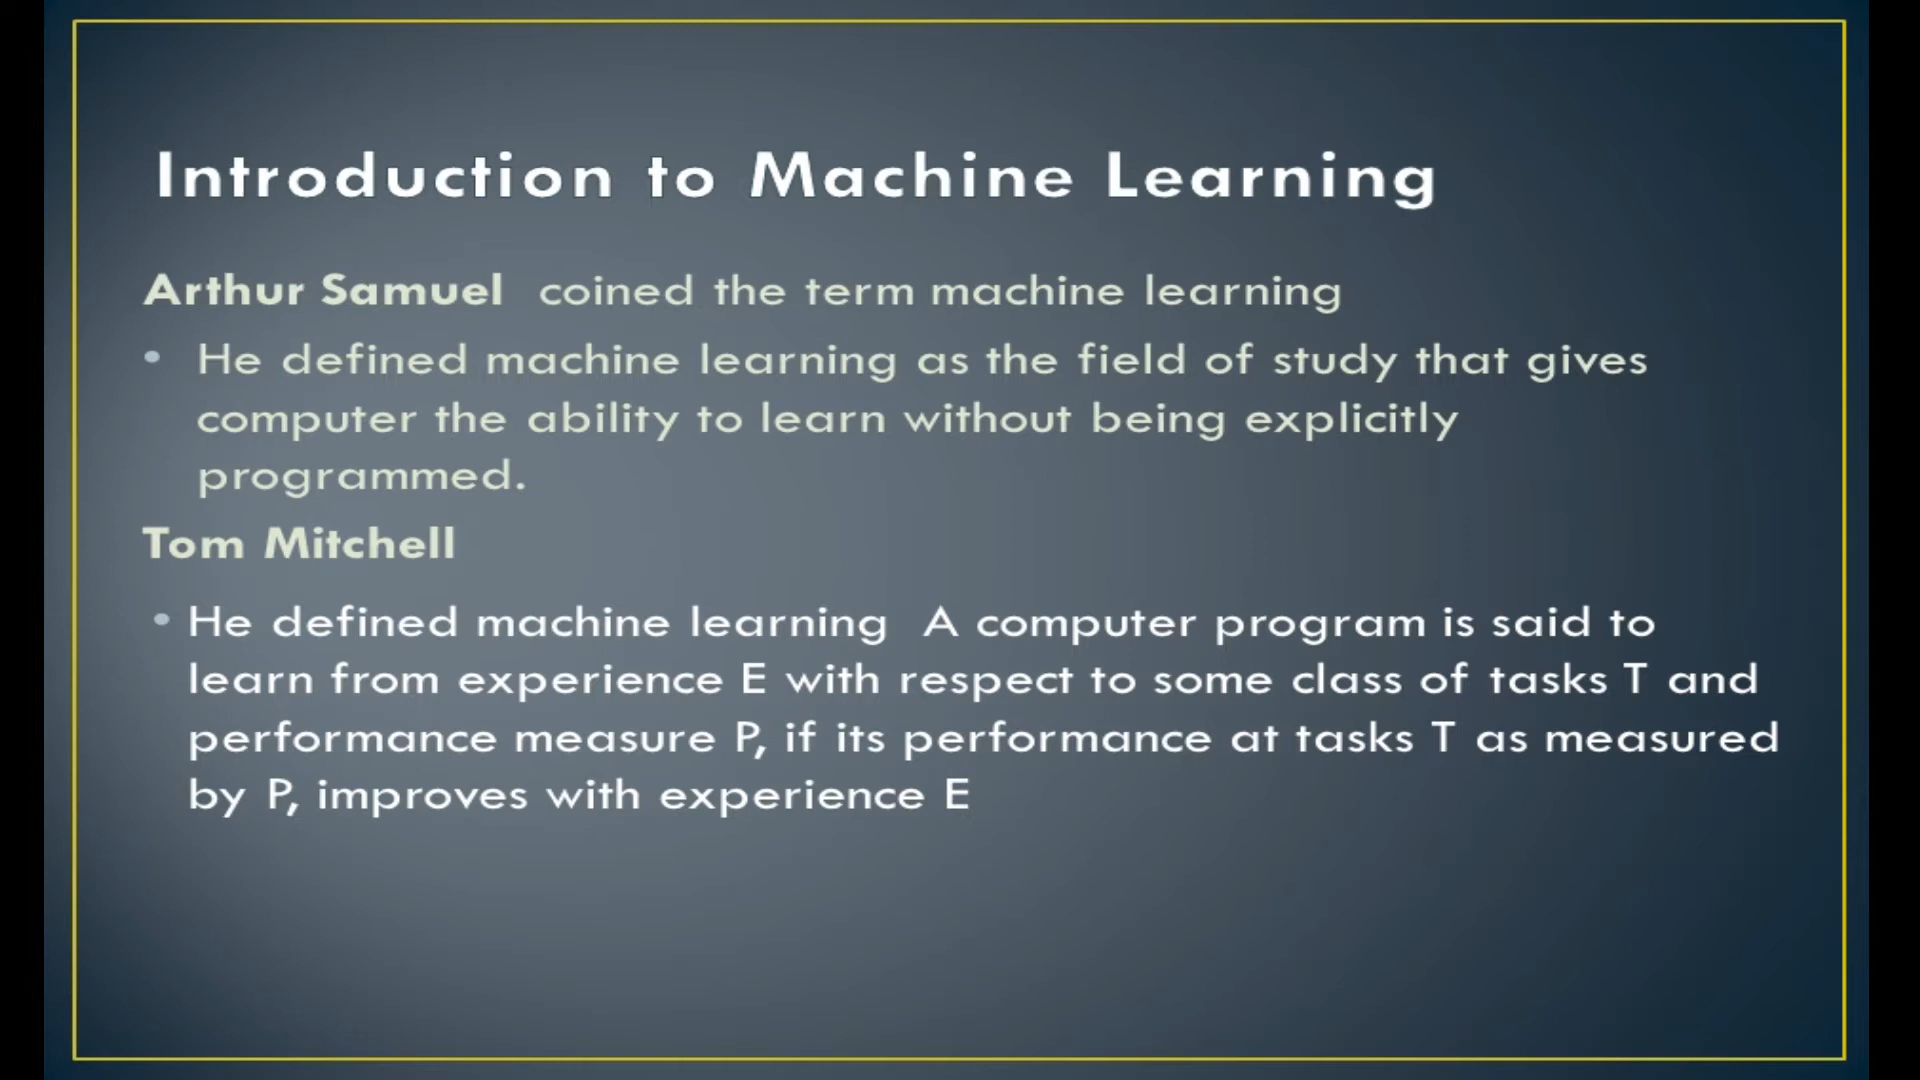 Introduction to Machine Learning
Arthur Samuel coined the term machine learning
• He defined machine learning as the field of study that gives
computer the ability to learn without being explicitly
programmed.
Tom Mitchell
• He defined machine learning A computer program is said to
learn from experience E with respect to some class of tasks T and
performance measure P, if its performance at tasks T as measured
by P, improves with experience E